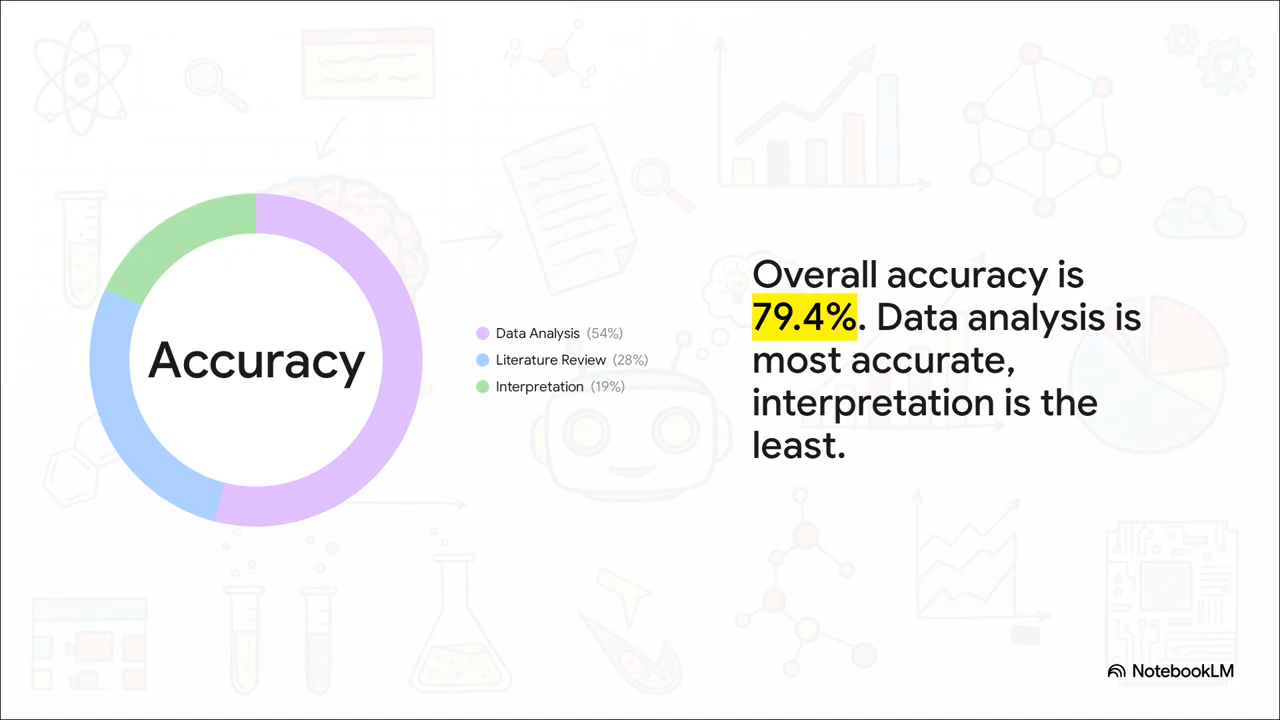 Accuracy
Data Analysis (54%)
Literature Review (28%)
Interpretation (19%)
Overall accuracy is
79.4%. Data analysis is
most accurate,
interpretation is the
least.
NotebookLM